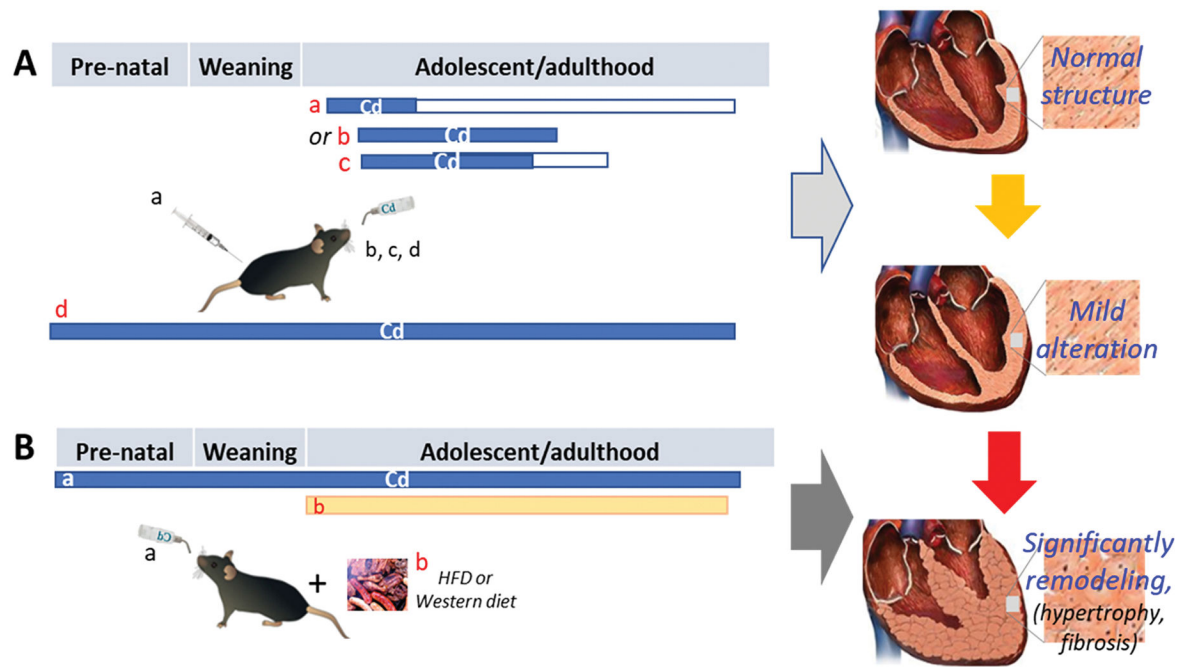 A
Pre-natal
Weaning
Adolescent/adulthood
a
Cd
or b
Cd
c
Cd
a
Cd
b, c, d
d
Cd
Normal
structure
Mild
alteration
B
Pre-natal
Weaning
Adolescent/adulthood
a
Cd
b
Cd
a
+
b
HFD or
Western diet
Significantly
remodeling,
(hypertrophy,
fibrosis)